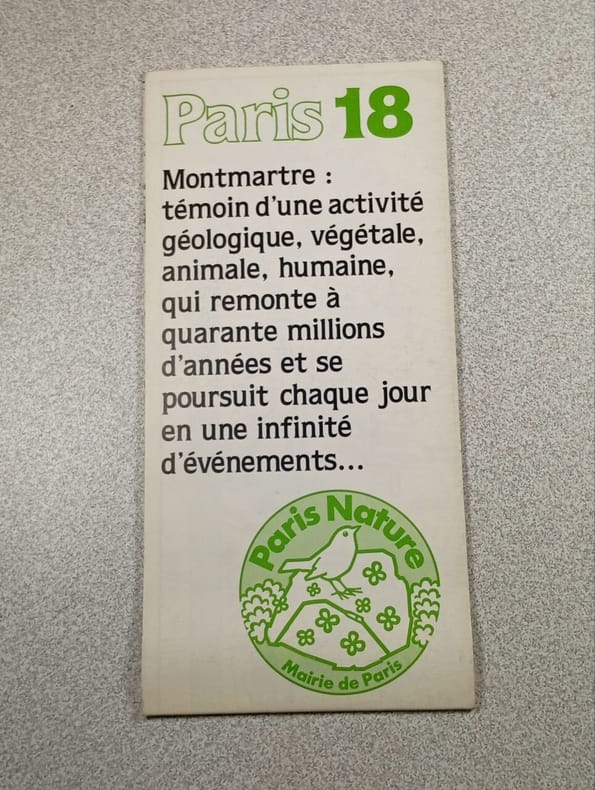 Paris 18
Montmartre :
témoin d'une activité
géologique, végétale,
animale, humaine,
qui remonte à
quarante millions
d'années et se
poursuit chaque jour
en une infinité
d'événements...
Paris Nature
Mairie de Paris